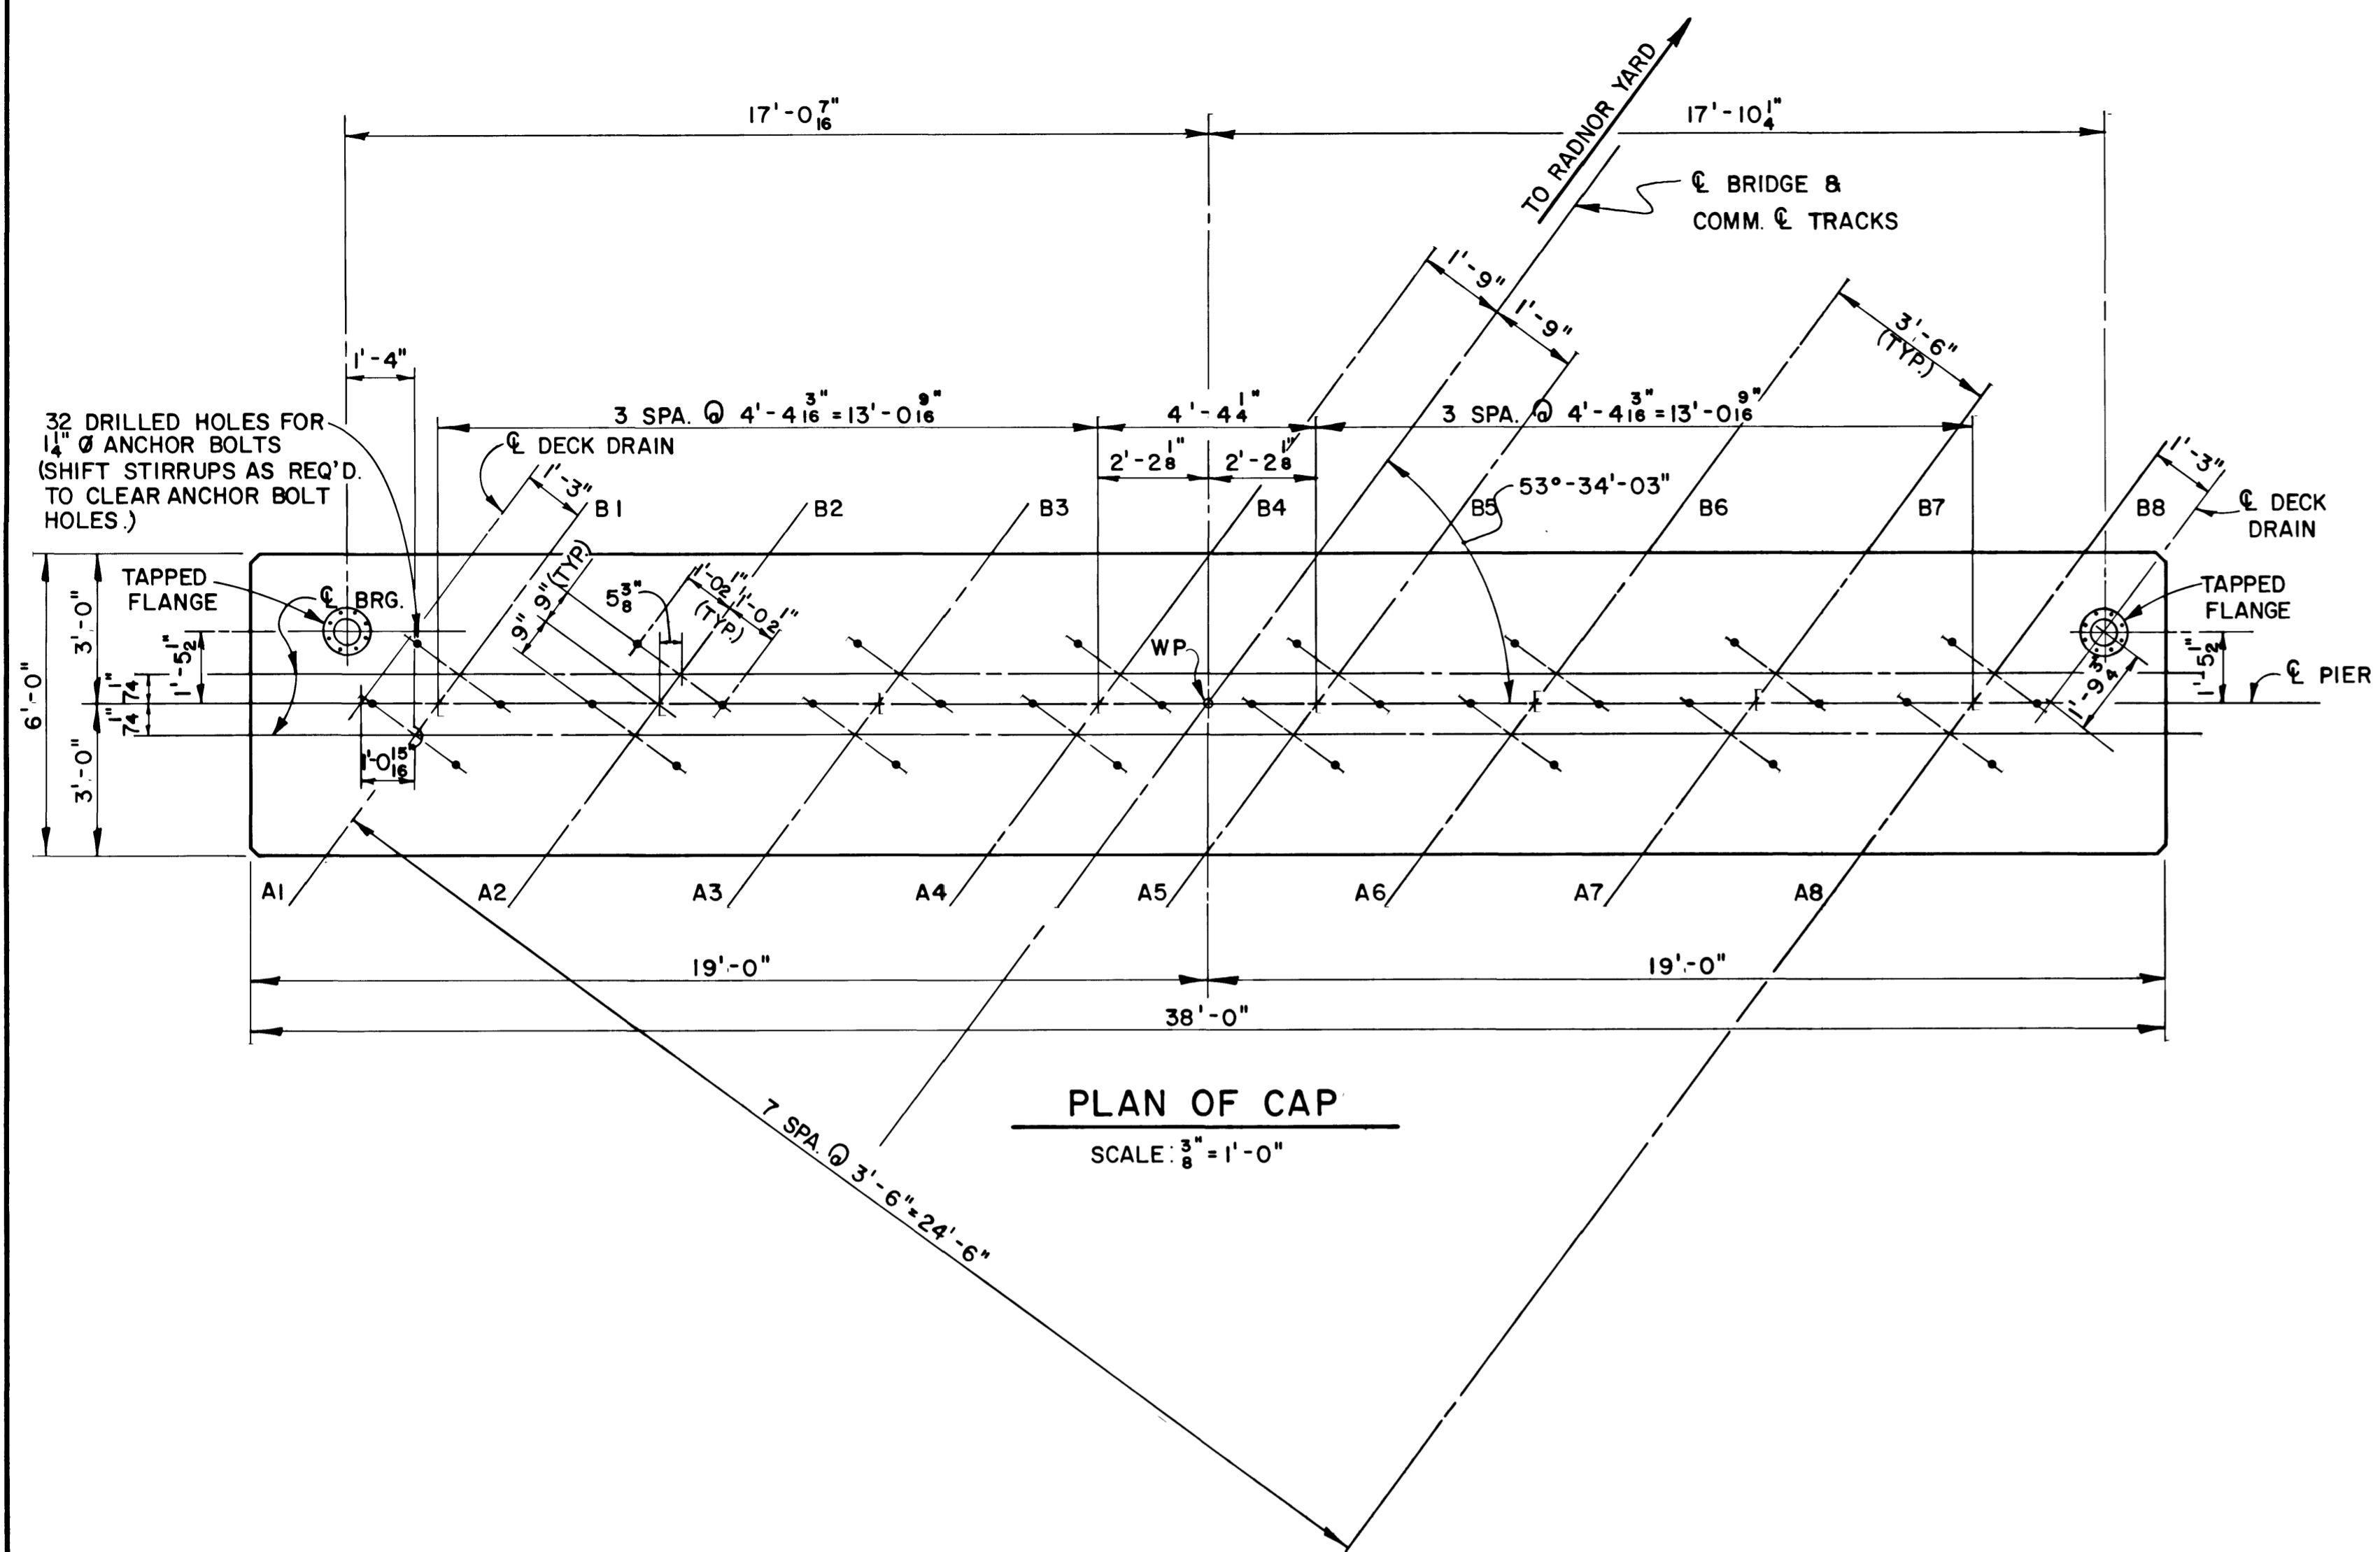 17'-0 7/16"
17'-10 1/4"
TO RADNOR YARD
℄ BRIDGE &
COMM. ℄ TRACKS
1'-9"
1'-9"
3'-6"
(TYP.)
1'-4"
32 DRILLED HOLES FOR
1 1/4" Ø ANCHOR BOLTS
(SHIFT STIRRUPS AS REQ'D.
TO CLEAR ANCHOR BOLT
HOLES.)
3 SPA. @ 4'-4 3/16" = 13'-0 9/16"
4'-4 1/4"
3 SPA. @ 4'-4 3/16" = 13'-0 9/16"
℄ DECK DRAIN
2'-2 1/8"
2'-2 1/8"
1'-3"
1'-3"
53°-34'-03"
B1
B2
B3
B4
B5
B6
B7
B8
℄ DECK
DRAIN
TAPPED
FLANGE
℄ BRG.
9"
9" (TYP.)
5 3/8"
1'-0 1/2"
1'-0 1/2"
(TYP.)
WP
TAPPED
FLANGE
6'-0"
3'-0"
3'-0"
7 1/4"
7 1/4"
1'-5 1/2"
1'-0 15/16"
1'-9 3/4"
1'-5 1/2"
℄ PIER
A1
A2
A3
A4
A5
A6
A7
A8
19'-0"
19'-0"
38'-0"
PLAN OF CAP
SCALE: 3/8" = 1'-0"
7 SPA. @ 3'-6" = 24'-6"